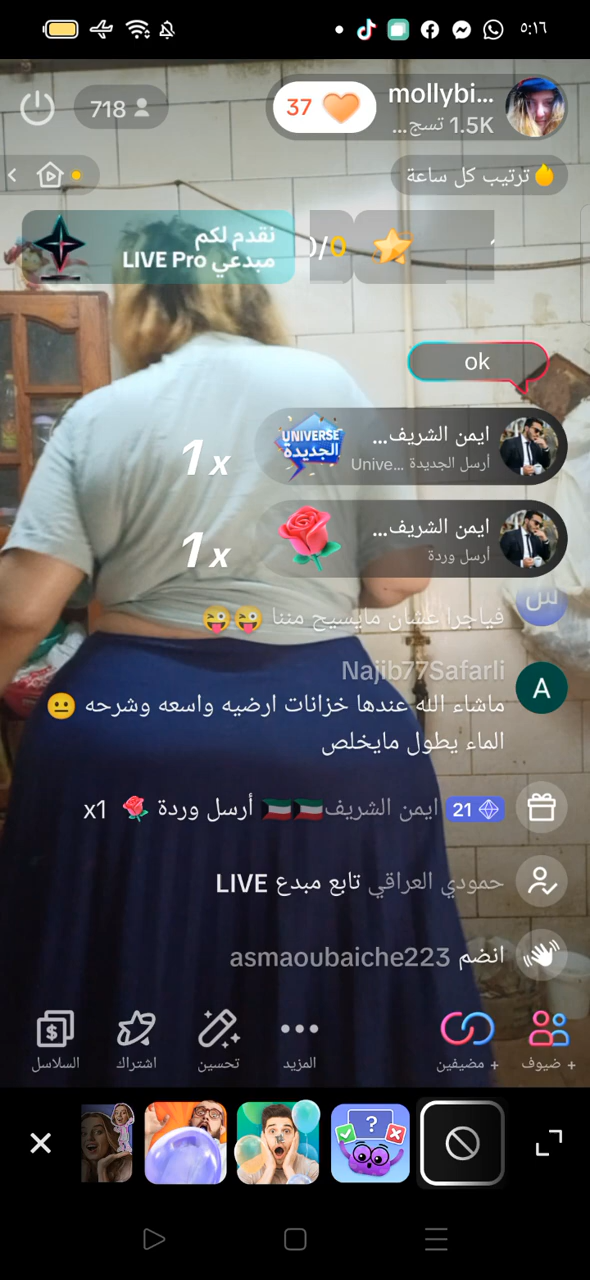 ٥:١٦
mollybi...
37
718
1.5K تسج...
ترتيب كل ساعة
نقدم لكم
مبدعي LIVE Pro
0/0
ok
ايمن الشريف...
أرسل الجديدة Unive...
UNIVERSE
الجديدة
1x
ايمن الشريف...
أرسل وردة
1x
س
فياجرا عشان مايسيح مننا 😜😜
A
Najib77Safarli
ماشاء الله عندها خزانات ارضيه واسعه وشرحه 😐
الماء يطول مايخلص
21 ايمن الشريف🇰🇼🇰🇼 أرسل وردة 🌹 x1
حمودي العراقي تابع مبدع LIVE
asmaoubaiche223 انضم
+ ضيوف
+ مضيفين
المزيد
تحسين
اشتراك
السلاسل
?